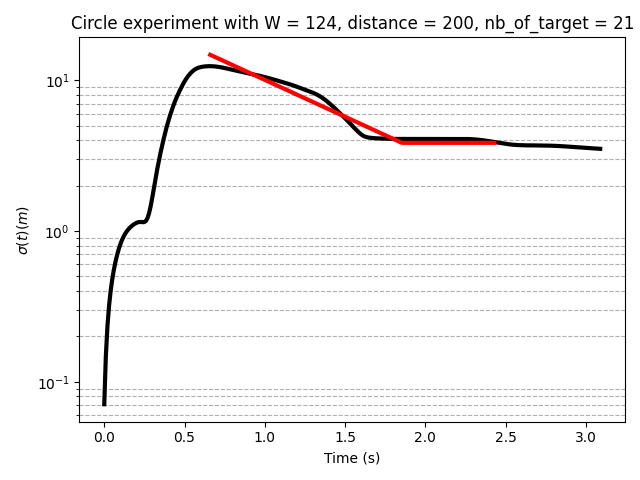 Circle experiment with W = 124, distance = 200, nb_of_target = 21
10¹
10⁰
10⁻¹
σ(t)(m)
0.0 0.5 1.0 1.5 2.0 2.5 3.0
Time (s)